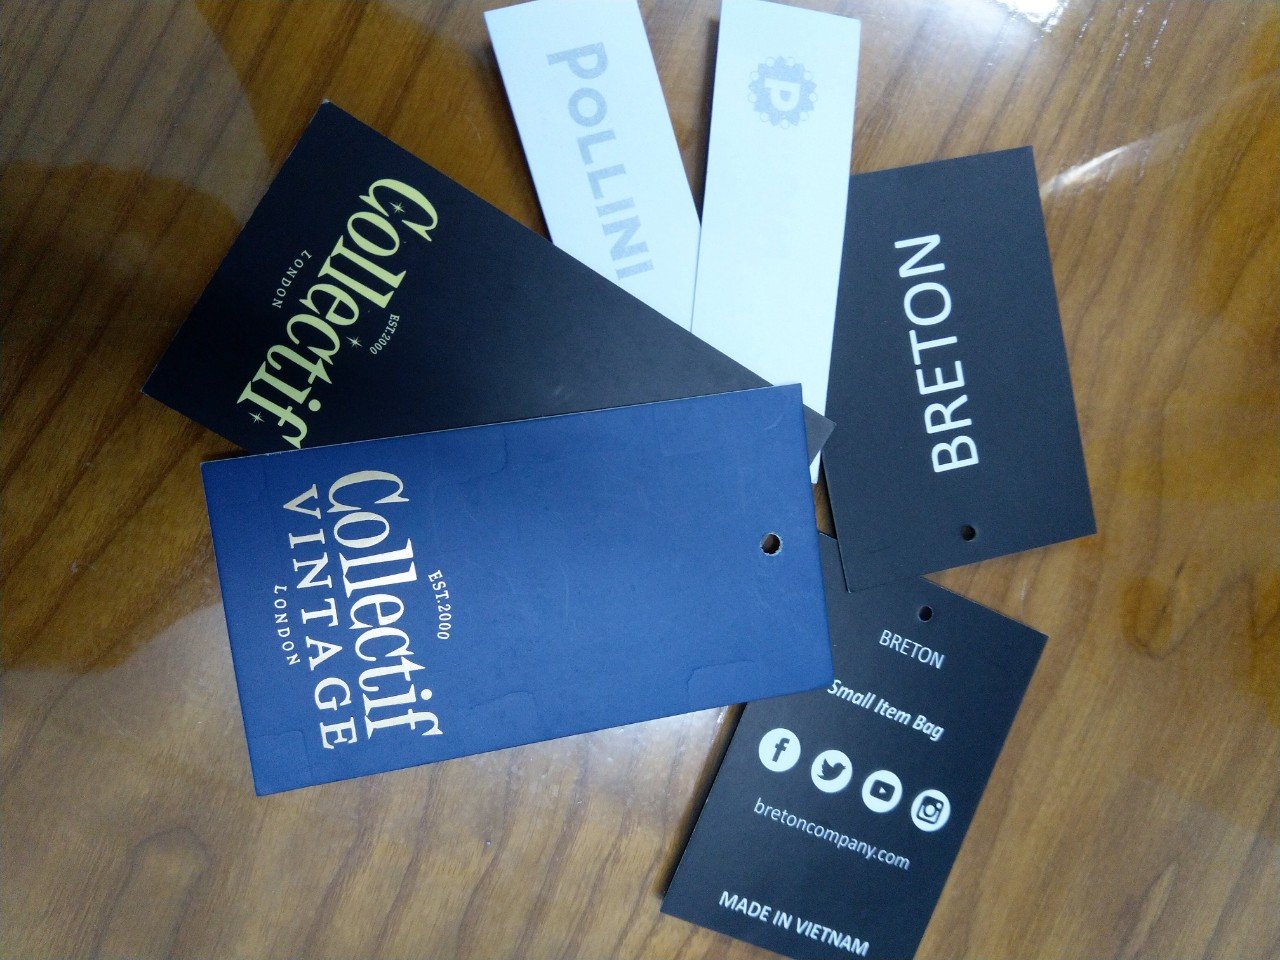 POLLINI
P
Collectif
LONDON
EST.2000
BRETON
EST.2000
Collectif
VINTAGE
LONDON
BRETON
Small Item Bag
bretoncompany.com
MADE IN VIETNAM